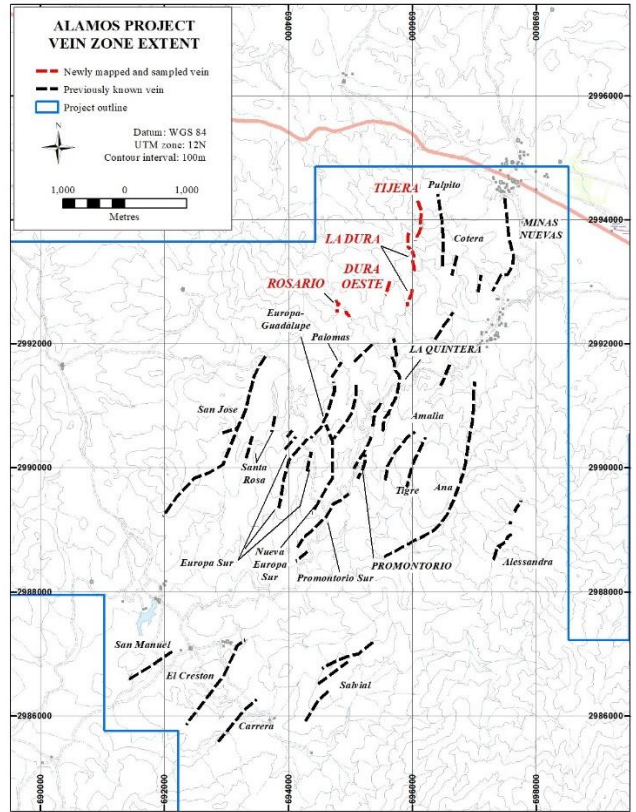 ALAMOS PROJECT
VEIN ZONE EXTENT
Newly mapped and sampled vein
Previously known vein
Project outline
N
Datum: WGS 84
UTM zone: 12N
Contour interval: 100m
1,000
0
1,000
Metres
694000
696000
698000
2996000
2994000
2992000
2990000
2988000
2986000
TIJERA
Pulpito
MINAS
NUEVAS
LA DURA
Cotera
DURA
OESTE
ROSARIO
Europa-
Guadalupe
Palomas
LA QUINTERA
San Jose
Amalia
Santa
Rosa
Tigre
Ana
Europa Sur
Nueva
Europa
Sur
Promontorio Sur
PROMONTORIO
Alessandra
San Manuel
El Creston
Salvial
Carrera
690000
692000
694000
696000
698000